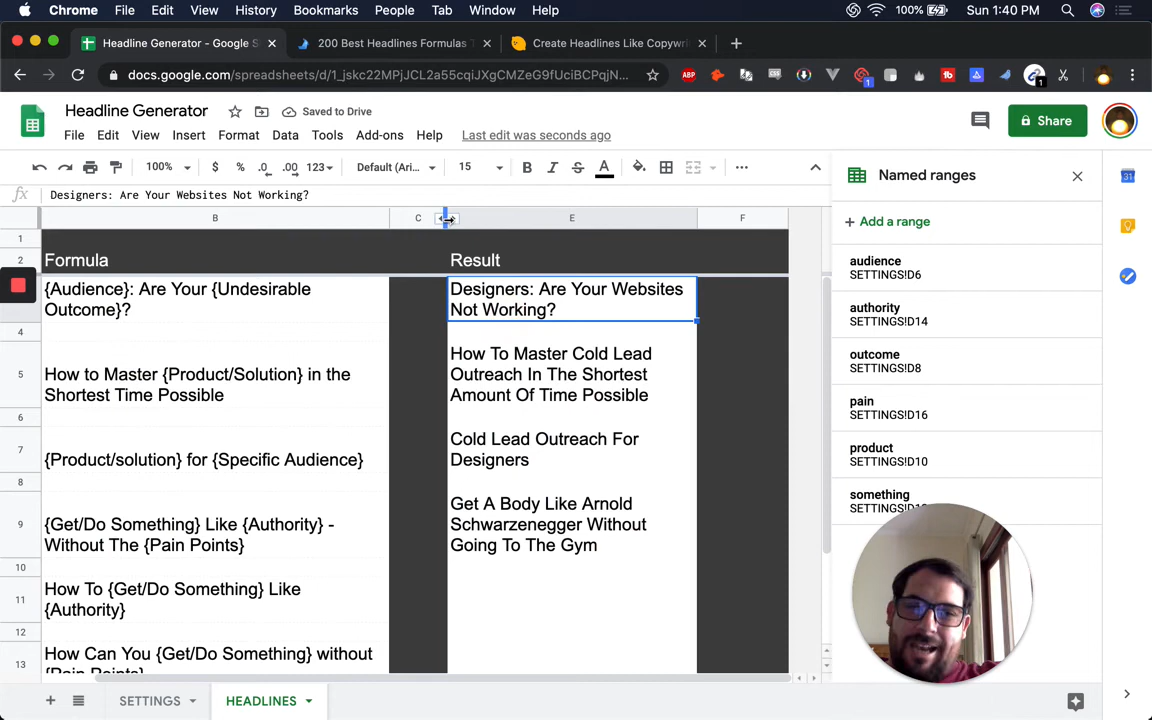 Chrome File Edit View History Bookmarks People Tab Window Help 100% Sun 1:40 PM
Headline Generator - Google S 200 Best Headlines Formulas T Create Headlines Like Copywri
docs.google.com/spreadsheets/d/1_jskc22MPjJCL2a55cqiJXgCMZeG9fUciBCPqjN... ABP 1 1
Headline Generator Saved to Drive
File Edit View Insert Format Data Tools Add-ons Help Last edit was seconds ago Share
100% $ % .0 .00 123 Default (Ari... 15 B I S A
fx Designers: Are Your Websites Not Working?
B C E F
1
2 Formula Result
{Audience}: Are Your {Undesirable Designers: Are Your Websites
Outcome}? Not Working?
4
How To Master Cold Lead
5 How to Master {Product/Solution} in the Outreach In The Shortest
Shortest Time Possible Amount Of Time Possible
6
Cold Lead Outreach For
7 {Product/solution} for {Specific Audience} Designers
8
Get A Body Like Arnold
9 {Get/Do Something} Like {Authority} - Schwarzenegger Without
Without The {Pain Points} Going To The Gym
10
How To {Get/Do Something} Like
11 {Authority}
12
How Can You {Get/Do Something} without
13 {Pain Points}
SETTINGS HEADLINES
Named ranges
+ Add a range
audience
SETTINGS!D6
authority
SETTINGS!D14
outcome
SETTINGS!D8
pain
SETTINGS!D16
product
SETTINGS!D10
something
31